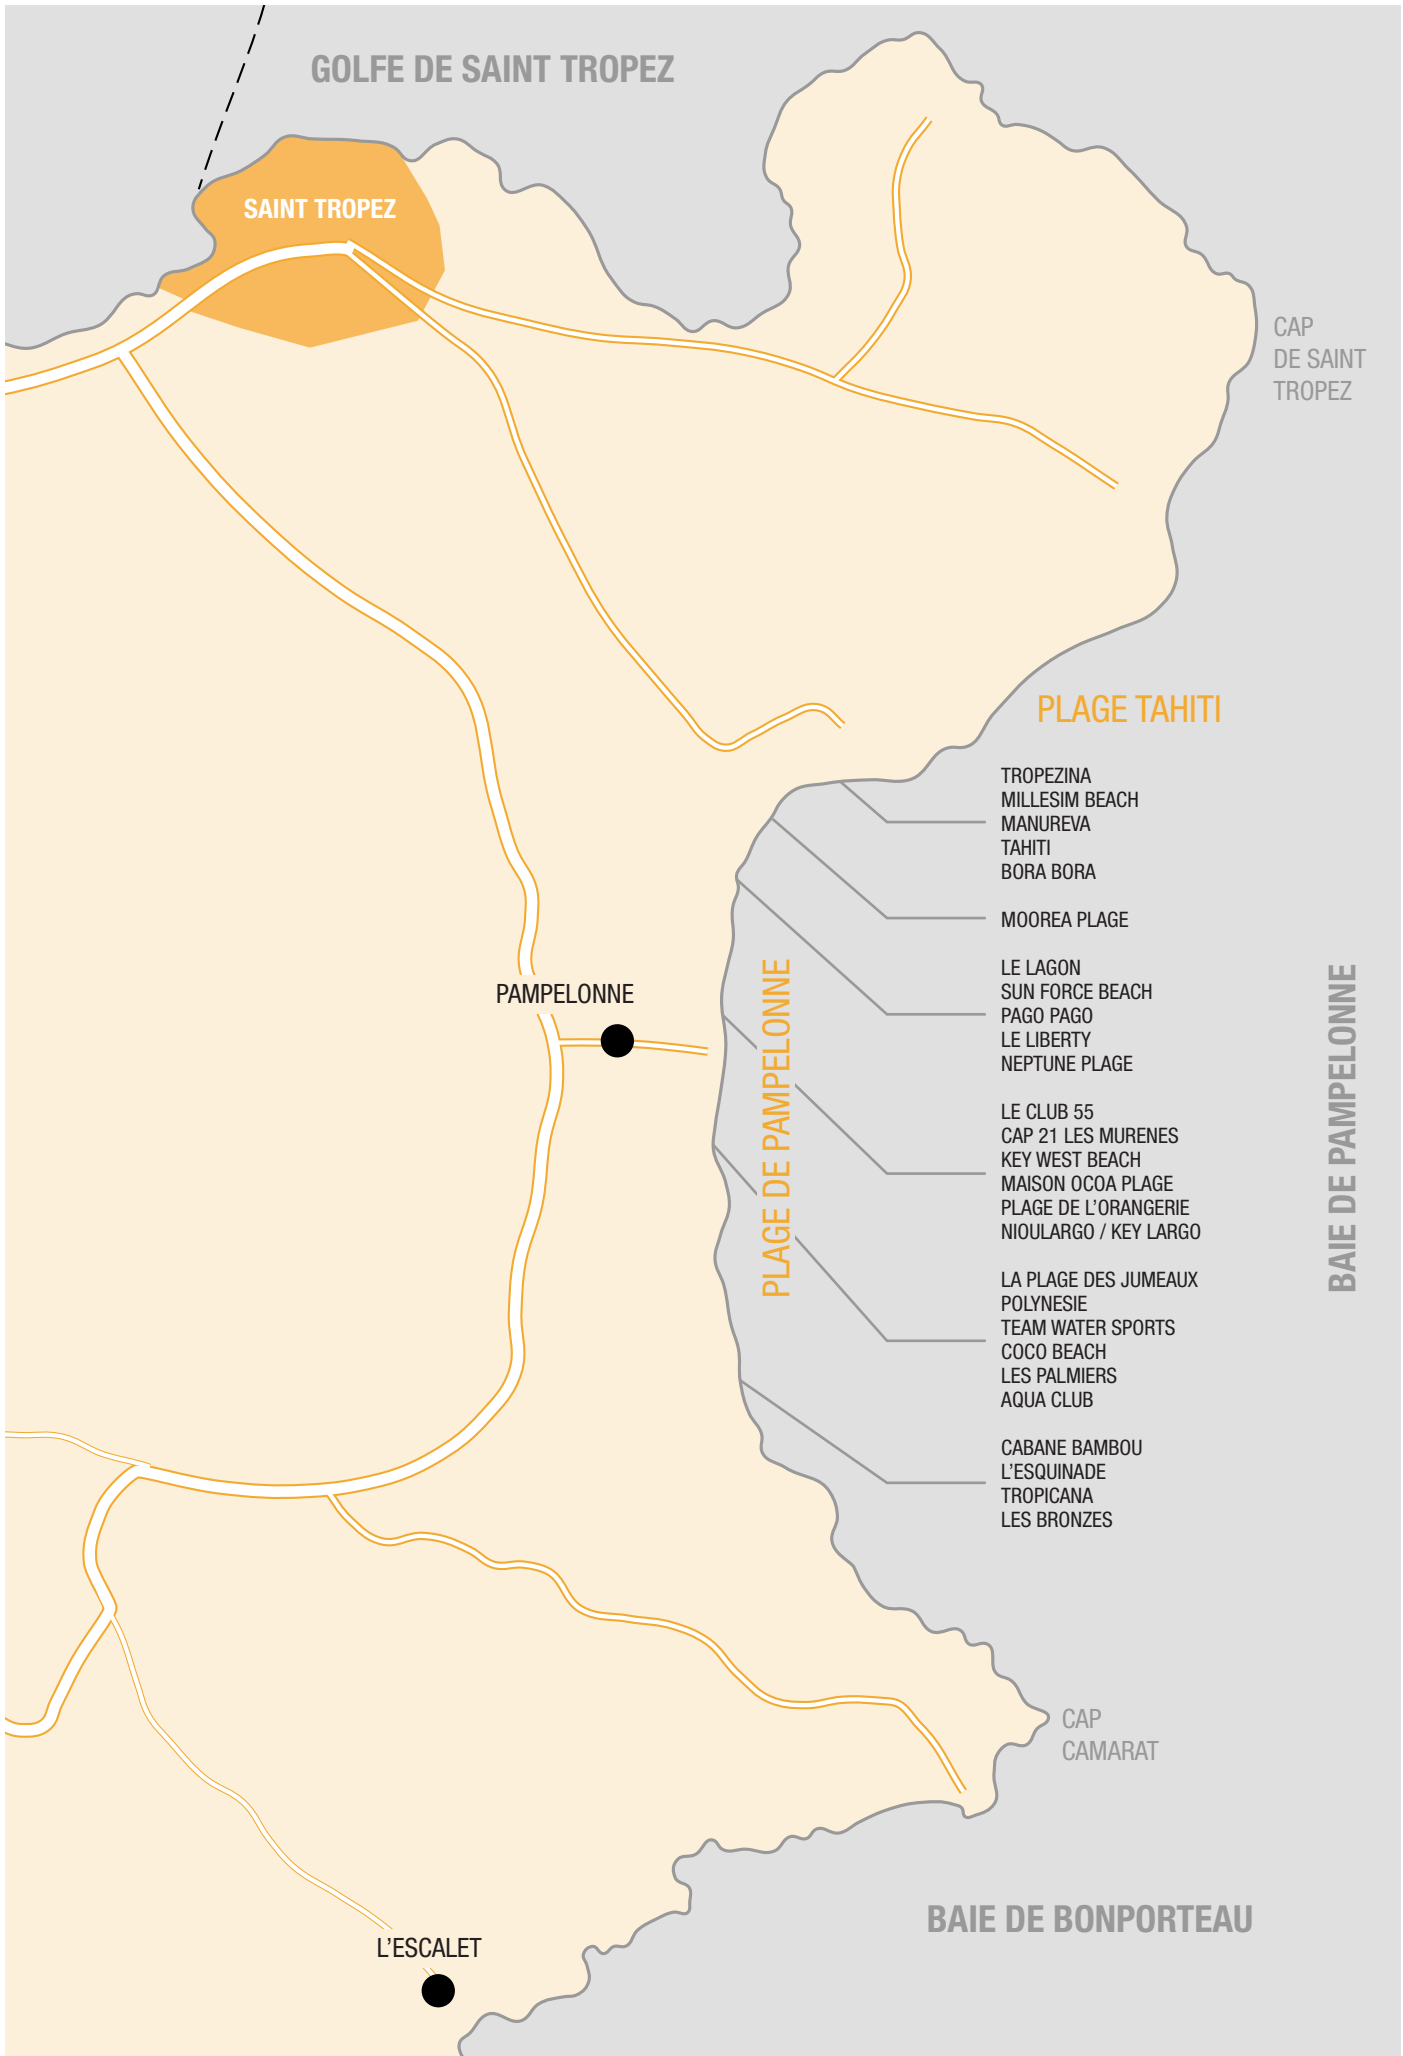 GOLFE DE SAINT TROPEZ
SAINT TROPEZ
CAP
DE SAINT
TROPEZ
PLAGE TAHITI
TROPEZINA
MILLESIM BEACH
MANUREVA
TAHITI
BORA BORA
MOOREA PLAGE
LE LAGON
SUN FORCE BEACH
PAGO PAGO
LE LIBERTY
NEPTUNE PLAGE
PAMPELONNE
PLAGE DE PAMPELONNE
BAIE DE PAMPELONNE
LE CLUB 55
CAP 21 LES MURENES
KEY WEST BEACH
MAISON OCOA PLAGE
PLAGE DE L’ORANGERIE
NIOULARGO / KEY LARGO
LA PLAGE DES JUMEAUX
POLYNESIE
TEAM WATER SPORTS
COCO BEACH
LES PALMIERS
AQUA CLUB
CABANE BAMBOU
L’ESQUINADE
TROPICANA
LES BRONZES
CAP
CAMARAT
BAIE DE BONPORTEAU
L’ESCALET